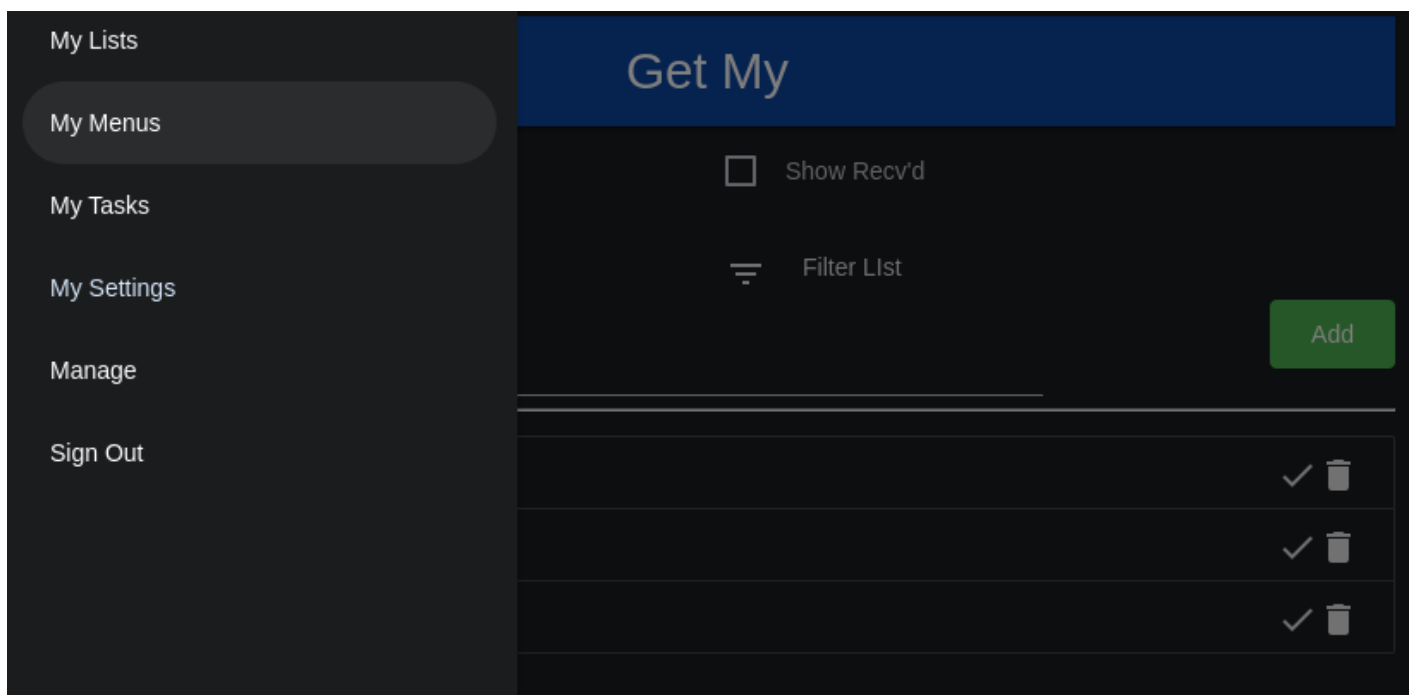 My Lists
My Menus
My Tasks
My Settings
Manage
Sign Out
Get My
Show Recv'd
Filter LIst
Add